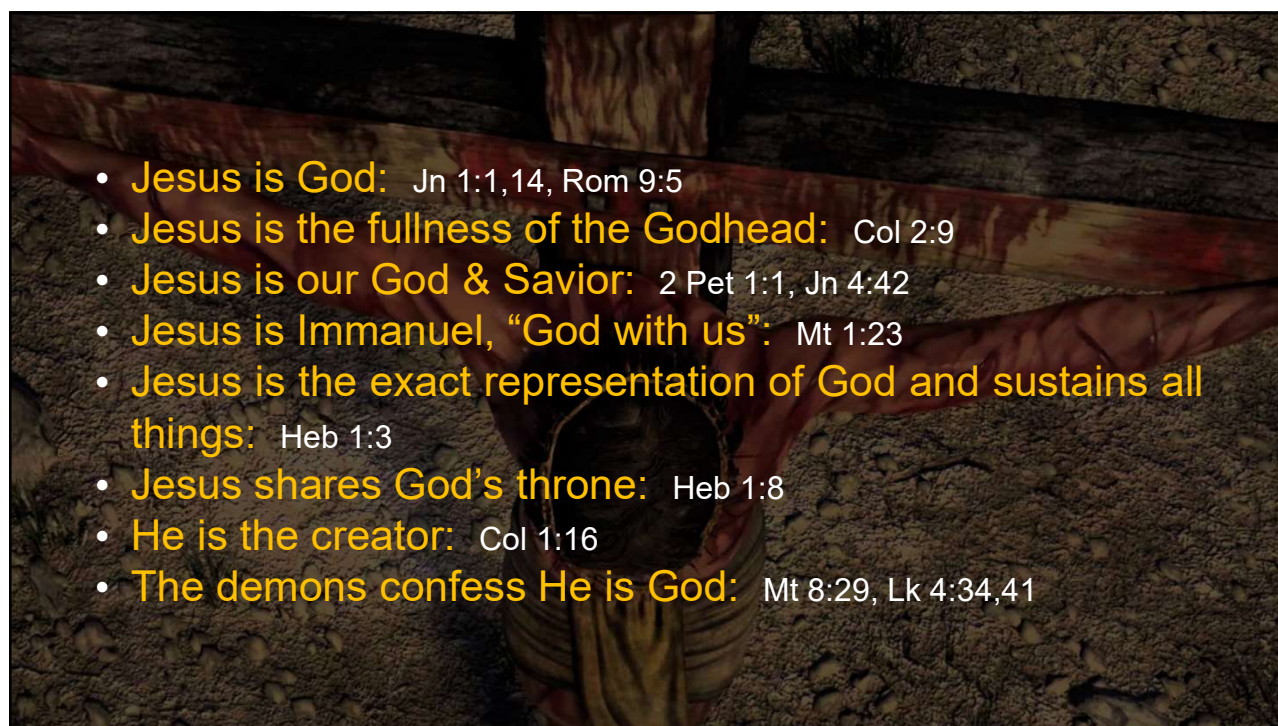 • Jesus is God: Jn 1:1,14, Rom 9:5
• Jesus is the fullness of the Godhead: Col 2:9
• Jesus is our God & Savior: 2 Pet 1:1, Jn 4:42
• Jesus is Immanuel, “God with us”: Mt 1:23
• Jesus is the exact representation of God and sustains all
things: Heb 1:3
• Jesus shares God’s throne: Heb 1:8
• He is the creator: Col 1:16
• The demons confess He is God: Mt 8:29, Lk 4:34,41